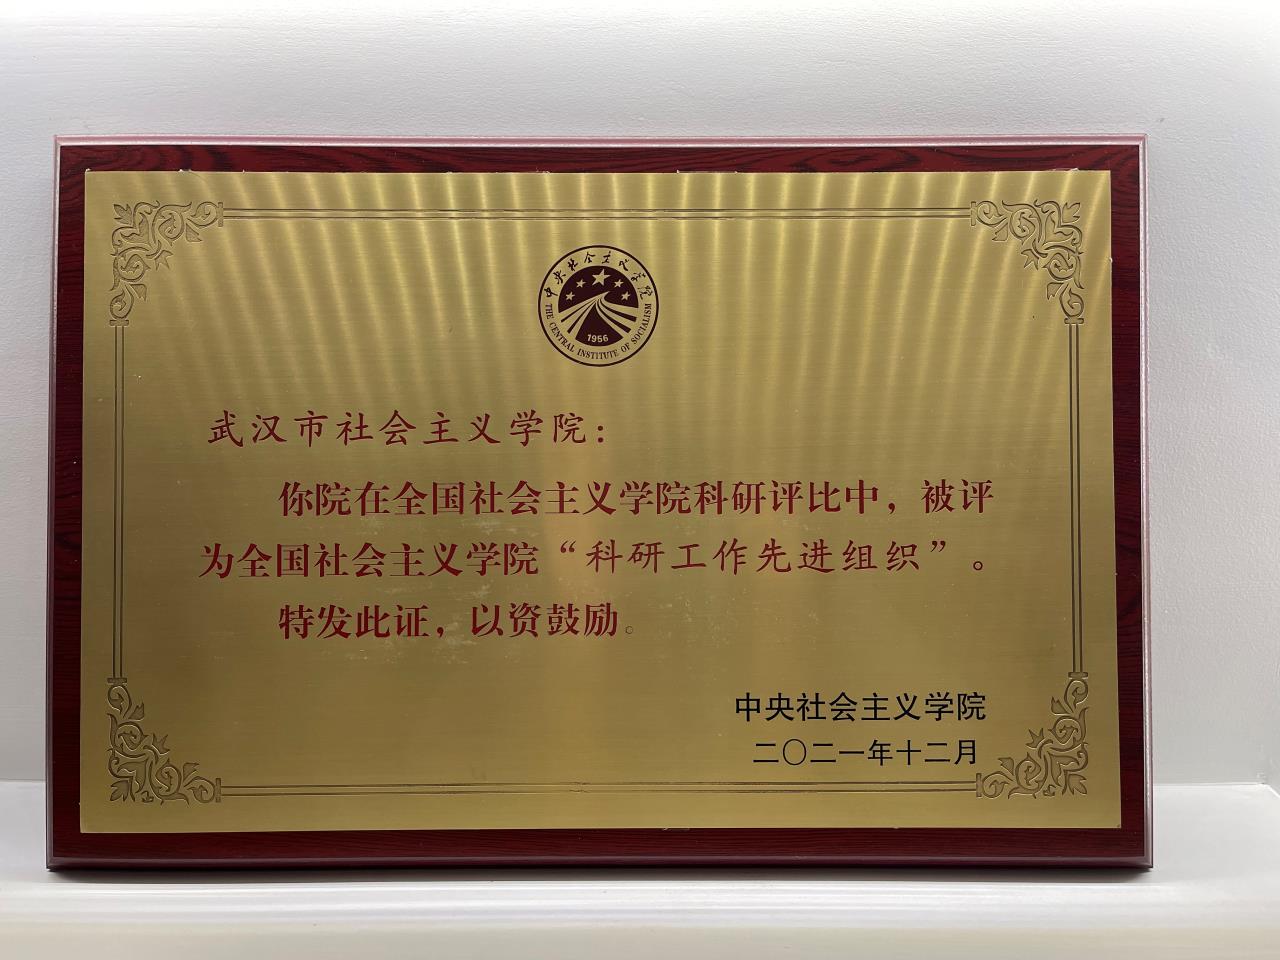 中央社会主义学院
THE CENTRAL INSTITUTE OF SOCIALISM
1956
武汉市社会主义学院：
你院在全国社会主义学院科研评比中，被评
为全国社会主义学院“科研工作先进组织”。
特发此证，以资鼓励。
中央社会主义学院
二〇二一年十二月